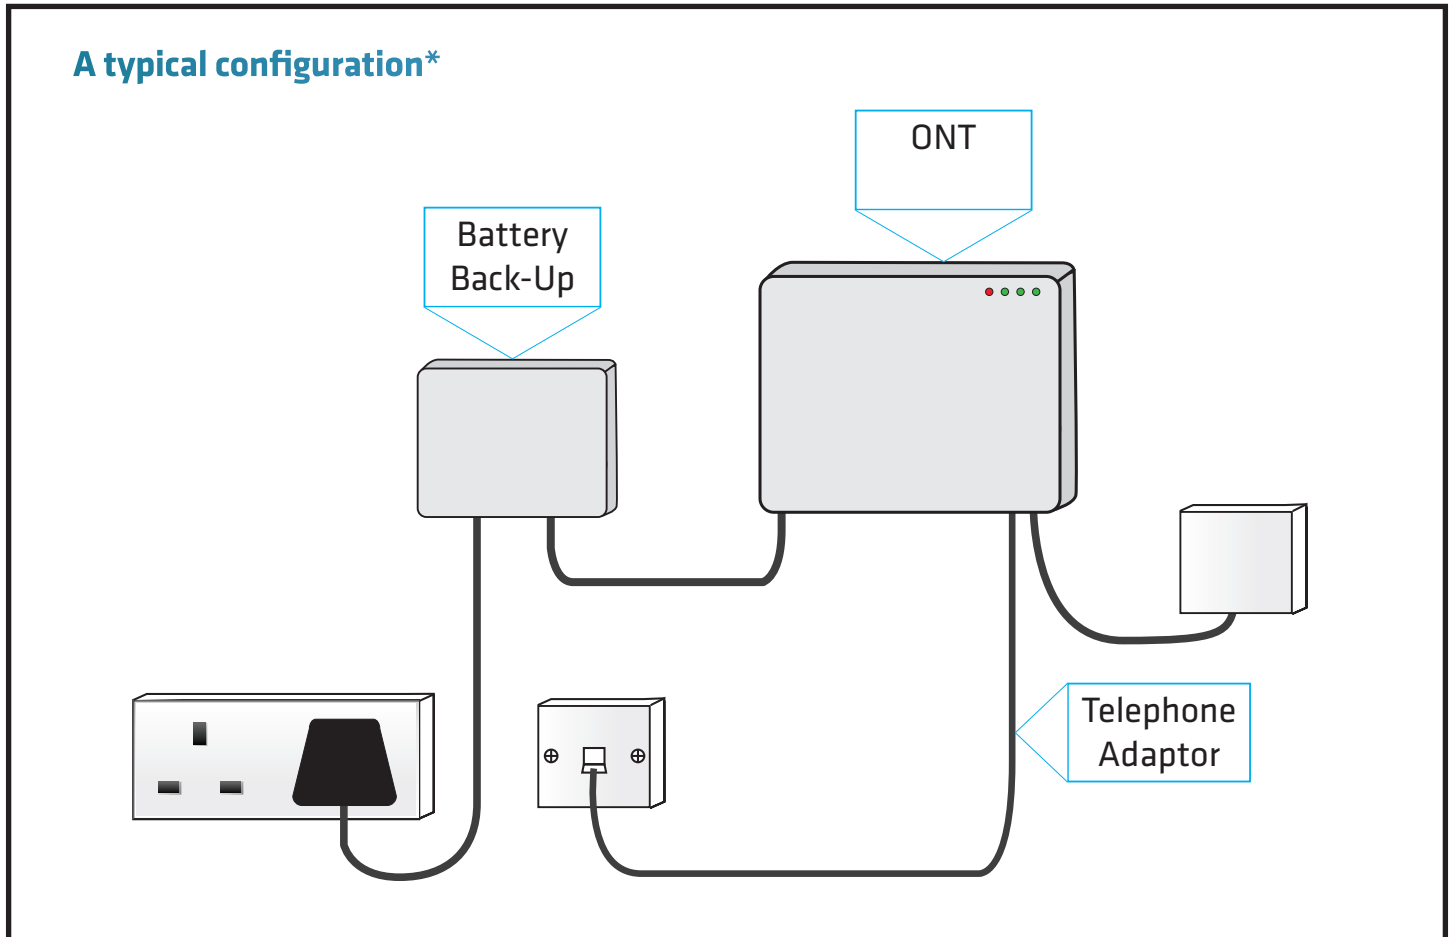 A typical configuration*
ONT
Battery
Back-Up
Telephone
Adaptor